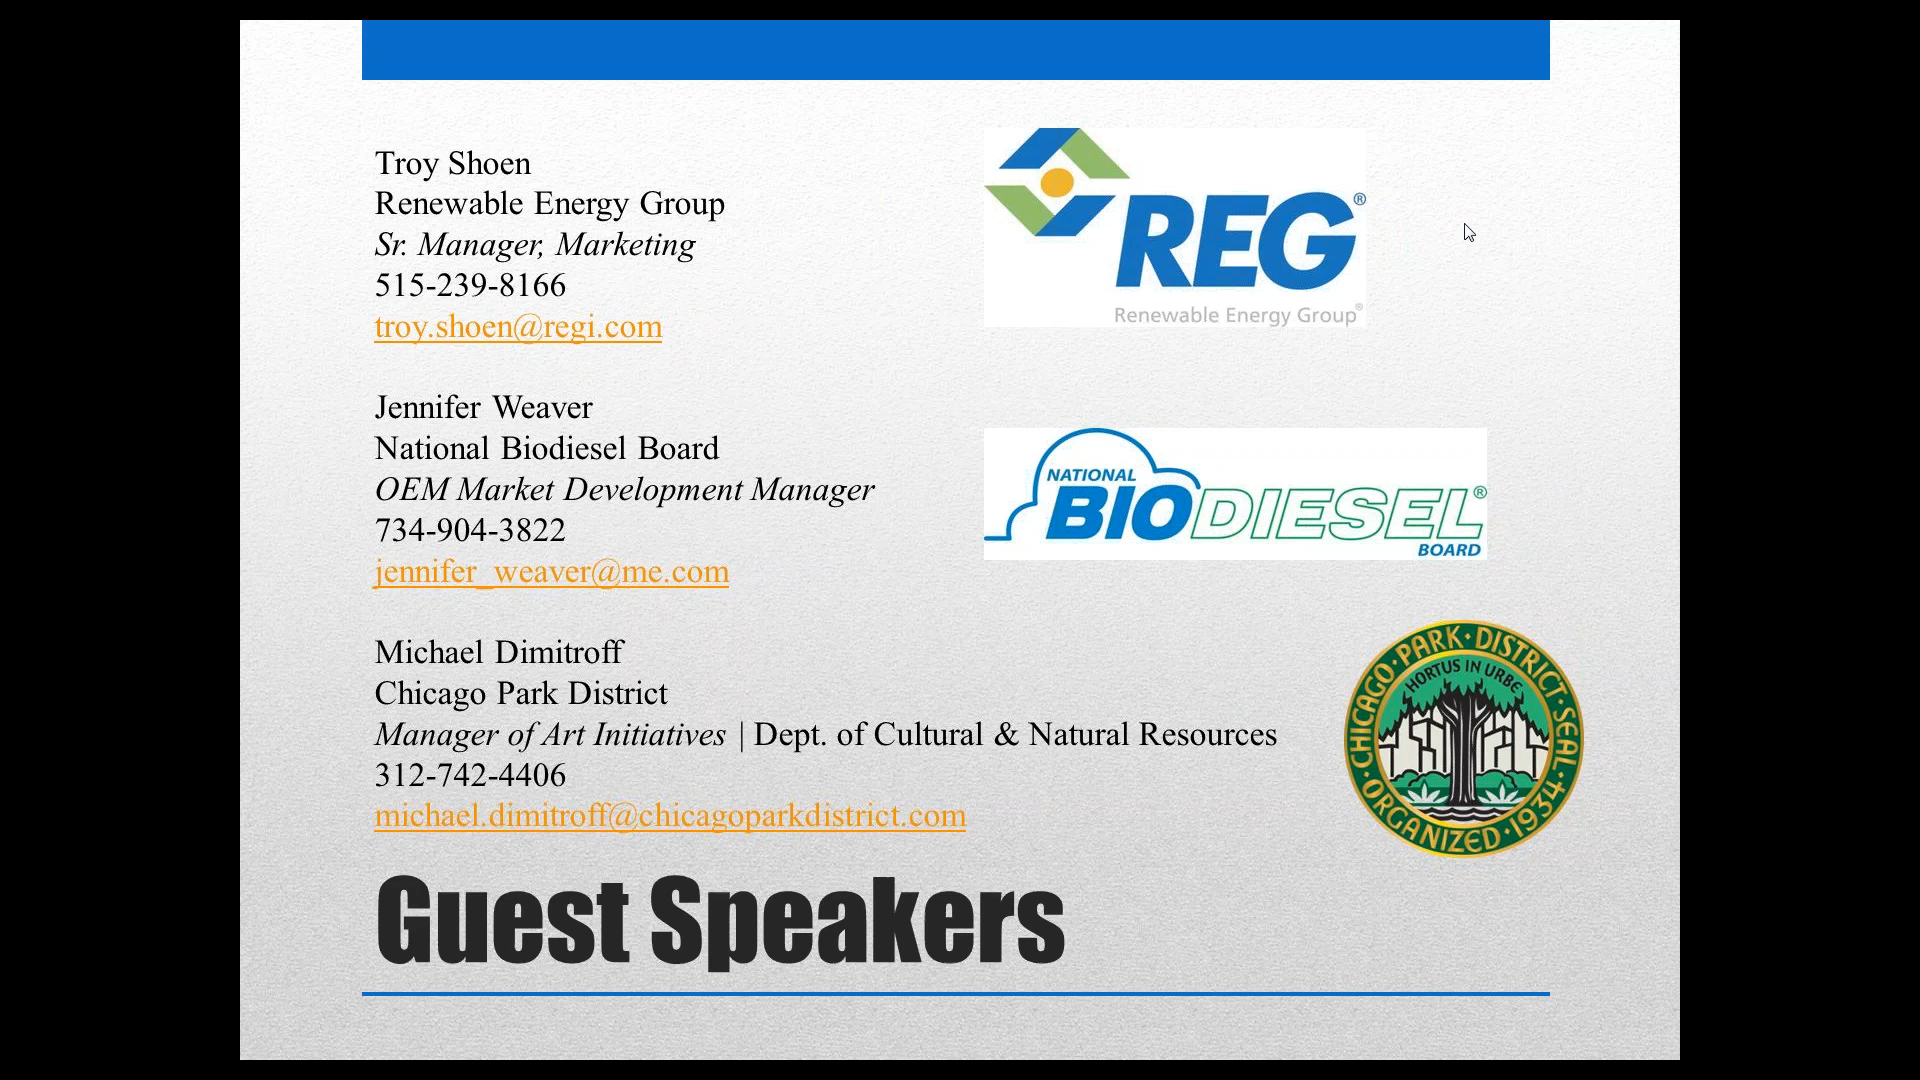 Troy Shoen
Renewable Energy Group
Sr. Manager, Marketing
515-239-8166
troy.shoen@regi.com
REG®
Renewable Energy Group®
Jennifer Weaver
National Biodiesel Board
OEM Market Development Manager
734-904-3822
jennifer_weaver@me.com
NATIONAL
BIODIESEL®
BOARD
Michael Dimitroff
Chicago Park District
Manager of Art Initiatives | Dept. of Cultural & Natural Resources
312-742-4406
michael.dimitroff@chicagoparkdistrict.com
CHICAGO·PARK·DISTRICT·SEAL·
HORTUS IN URBE
·ORGANIZED·1934·
Guest Speakers